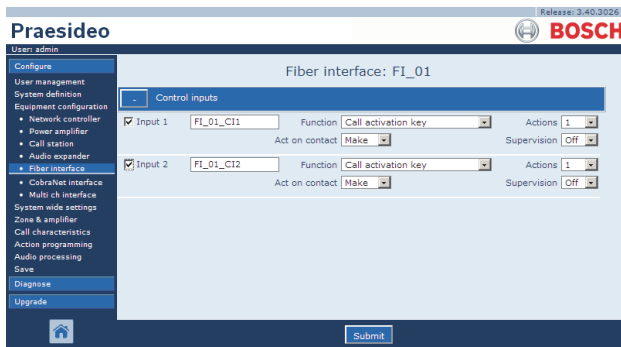 Release: 3.40.3026
Praesideo
BOSCH
User: admin
Configure
User management
System definition
Equipment configuration
• Network controller
• Power amplifier
• Call station
• Audio expander
• Fiber interface
• CobraNet interface
• Multi ch interface
System wide settings
Zone & amplifier
Call characteristics
Action programming
Audio processing
Save
Diagnose
Upgrade
Fiber interface: FI_01
- Control inputs
Input 1 FI_01_CI1 Function Call activation key Actions 1
Act on contact Make Supervision Off
Input 2 FI_01_CI2 Function Call activation key Actions 1
Act on contact Make Supervision Off
Submit